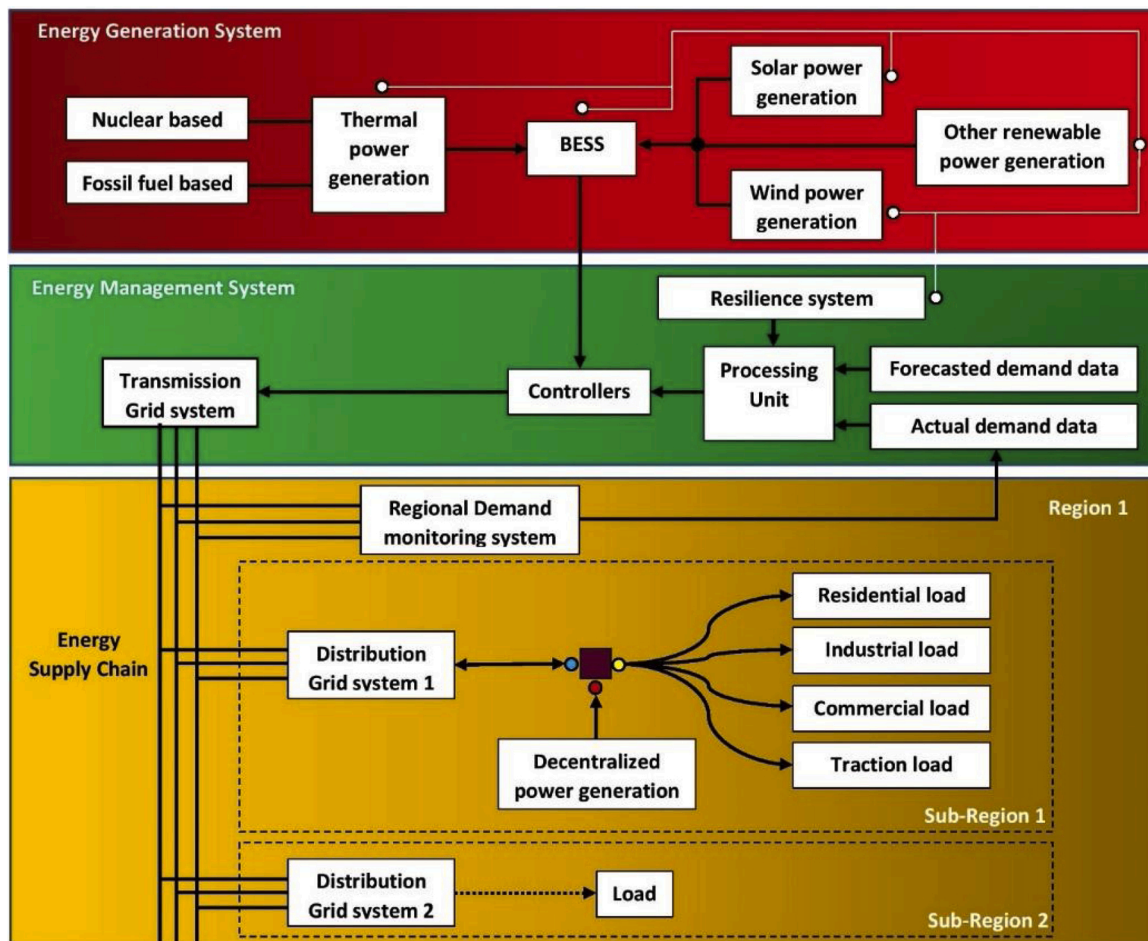 Energy Generation System
Nuclear based
Fossil fuel based
Thermal
power
generation
BESS
Solar power
generation
Wind power
generation
Other renewable
power generation
Energy Management System
Resilience system
Transmission
Grid system
Controllers
Processing
Unit
Forecasted demand data
Actual demand data
Region 1
Regional Demand
monitoring system
Energy
Supply Chain
Distribution
Grid system 1
Decentralized
power generation
Residential load
Industrial load
Commercial load
Traction load
Sub-Region 1
Distribution
Grid system 2
Load
Sub-Region 2